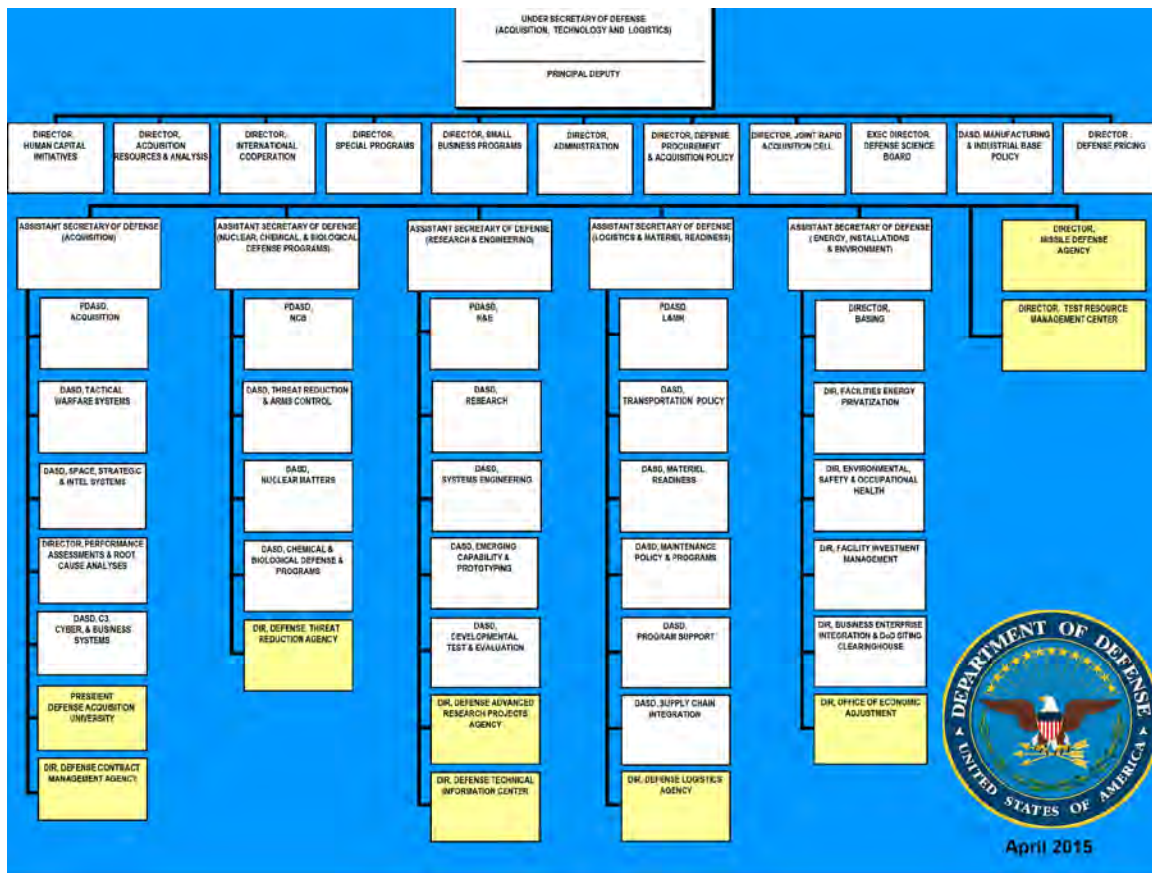 UNDER SECRETARY OF DEFENSE
(ACQUISITION, TECHNOLOGY AND LOGISTICS)
PRINCIPAL DEPUTY
DIRECTOR,
HUMAN CAPITAL
INITIATIVES
DIRECTOR,
ACQUISITION
RESOURCES & ANALYSIS
DIRECTOR,
INTERNATIONAL
COOPERATION
DIRECTOR,
SPECIAL PROGRAMS
DIRECTOR, SMALL
BUSINESS PROGRAMS
DIRECTOR,
ADMINISTRATION
DIRECTOR, DEFENSE
PROCUREMENT
& ACQUISITION POLICY
DIRECTOR, JOINT RAPID
ACQUISITION CELL
EXEC DIRECTOR,
DEFENSE SCIENCE
BOARD
DASD, MANUFACTURING
& INDUSTRIAL BASE
POLICY
DIRECTOR,
DEFENSE PRICING
ASSISTANT SECRETARY OF DEFENSE
(ACQUISITION)
PDASD,
ACQUISITION
DASD, TACTICAL
WARFARE SYSTEMS
DASD, SPACE, STRATEGIC
& INTEL SYSTEMS
DIRECTOR, PERFORMANCE
ASSESSMENTS & ROOT
CAUSE ANALYSES
DASD, C3,
CYBER, & BUSINESS
SYSTEMS
PRESIDENT
DEFENSE ACQUISITION
UNIVERSITY
DIR, DEFENSE CONTRACT
MANAGEMENT AGENCY
ASSISTANT SECRETARY OF DEFENSE
(NUCLEAR, CHEMICAL, & BIOLOGICAL
DEFENSE PROGRAMS)
PDASD,
NCB
DASD, THREAT REDUCTION
& ARMS CONTROL
DASD,
NUCLEAR MATTERS
DASD, CHEMICAL &
BIOLOGICAL DEFENSE &
PROGRAMS
DIR, DEFENSE THREAT
REDUCTION AGENCY
ASSISTANT SECRETARY OF DEFENSE
(RESEARCH & ENGINEERING)
PDASD,
R&E
DASD,
RESEARCH
DASD,
SYSTEMS ENGINEERING
DASD, EMERGING
CAPABILITY &
PROTOTYPING
DASD,
DEVELOPMENTAL
TEST & EVALUATION
DIR, DEFENSE ADVANCED
RESEARCH PROJECTS
AGENCY
DIR, DEFENSE TECHNICAL
INFORMATION CENTER
ASSISTANT SECRETARY OF DEFENSE
(LOGISTICS & MATERIEL READINESS)
PDASD,
L&MR
DASD,
TRANSPORTATION POLICY
DASD, MATERIEL
READINESS
DASD, MAINTENANCE
POLICY & PROGRAMS
DASD,
PROGRAM SUPPORT
DASD, SUPPLY CHAIN
INTEGRATION
DIR, DEFENSE LOGISTICS
AGENCY
ASSISTANT SECRETARY OF DEFENSE
(ENERGY, INSTALLATIONS
& ENVIRONMENT)
DIRECTOR,
BASING
DIR, FACILITIES ENERGY
PRIVATIZATION
DIR, ENVIRONMENTAL,
SAFETY & OCCUPATIONAL
HEALTH
DIR, FACILITY INVESTMENT
MANAGEMENT
DIR, BUSINESS ENTERPRISE
INTEGRATION & DoD SITING
CLEARINGHOUSE
DIR, OFFICE OF ECONOMIC
ADJUSTMENT
DIRECTOR,
MISSILE DEFENSE
AGENCY
DIRECTOR, TEST RESOURCE
MANAGEMENT CENTER
DEPARTMENT OF DEFENSE
UNITED STATES OF AMERICA
April 2015